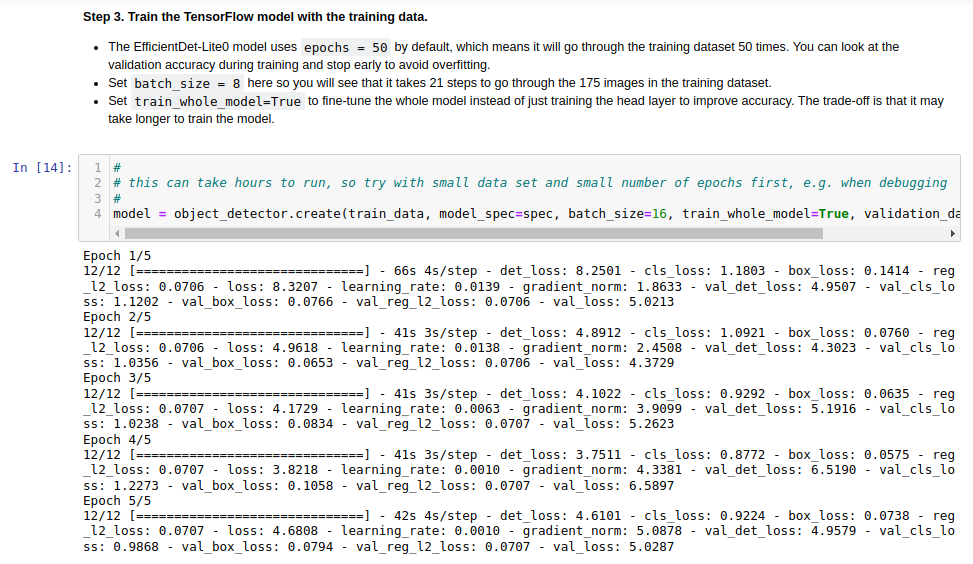 Step 3. Train the TensorFlow model with the training data.
• The EfficientDet-Lite0 model uses epochs = 50 by default, which means it will go through the training dataset 50 times. You can look at the
validation accuracy during training and stop early to avoid overfitting.
• Set batch_size = 8 here so you will see that it takes 21 steps to go through the 175 images in the training dataset.
• Set train_whole_model=True to fine-tune the whole model instead of just training the head layer to improve accuracy. The trade-off is that it may
take longer to train the model.
In [14]: 1 #
2 # this can take hours to run, so try with small data set and small number of epochs first, e.g. when debugging
3 #
4 model = object_detector.create(train_data, model_spec=spec, batch_size=16, train_whole_model=True, validation_da
Epoch 1/5
12/12 [==============================] - 66s 4s/step - det_loss: 8.2501 - cls_loss: 1.1803 - box_loss: 0.1414 - reg
_l2_loss: 0.0706 - loss: 8.3207 - learning_rate: 0.0139 - gradient_norm: 1.8633 - val_det_loss: 4.9507 - val_cls_lo
ss: 1.1202 - val_box_loss: 0.0766 - val_reg_l2_loss: 0.0706 - val_loss: 5.0213
Epoch 2/5
12/12 [==============================] - 41s 3s/step - det_loss: 4.8912 - cls_loss: 1.0921 - box_loss: 0.0760 - reg
_l2_loss: 0.0706 - loss: 4.9618 - learning_rate: 0.0138 - gradient_norm: 2.4508 - val_det_loss: 4.3023 - val_cls_lo
ss: 1.0356 - val_box_loss: 0.0653 - val_reg_l2_loss: 0.0706 - val_loss: 4.3729
Epoch 3/5
12/12 [==============================] - 41s 3s/step - det_loss: 4.1022 - cls_loss: 0.9292 - box_loss: 0.0635 - reg
_l2_loss: 0.0707 - loss: 4.1729 - learning_rate: 0.0063 - gradient_norm: 3.9099 - val_det_loss: 5.1916 - val_cls_lo
ss: 1.0238 - val_box_loss: 0.0834 - val_reg_l2_loss: 0.0707 - val_loss: 5.2623
Epoch 4/5
12/12 [==============================] - 41s 3s/step - det_loss: 3.7511 - cls_loss: 0.8772 - box_loss: 0.0575 - reg
_l2_loss: 0.0707 - loss: 3.8218 - learning_rate: 0.0010 - gradient_norm: 4.3381 - val_det_loss: 6.5190 - val_cls_lo
ss: 1.2273 - val_box_loss: 0.1058 - val_reg_l2_loss: 0.0707 - val_loss: 6.5897
Epoch 5/5
12/12 [==============================] - 42s 4s/step - det_loss: 4.6101 - cls_loss: 0.9224 - box_loss: 0.0738 - reg
_l2_loss: 0.0707 - loss: 4.6808 - learning_rate: 0.0010 - gradient_norm: 5.0878 - val_det_loss: 4.9579 - val_cls_lo
ss: 0.9868 - val_box_loss: 0.0794 - val_reg_l2_loss: 0.0707 - val_loss: 5.0287